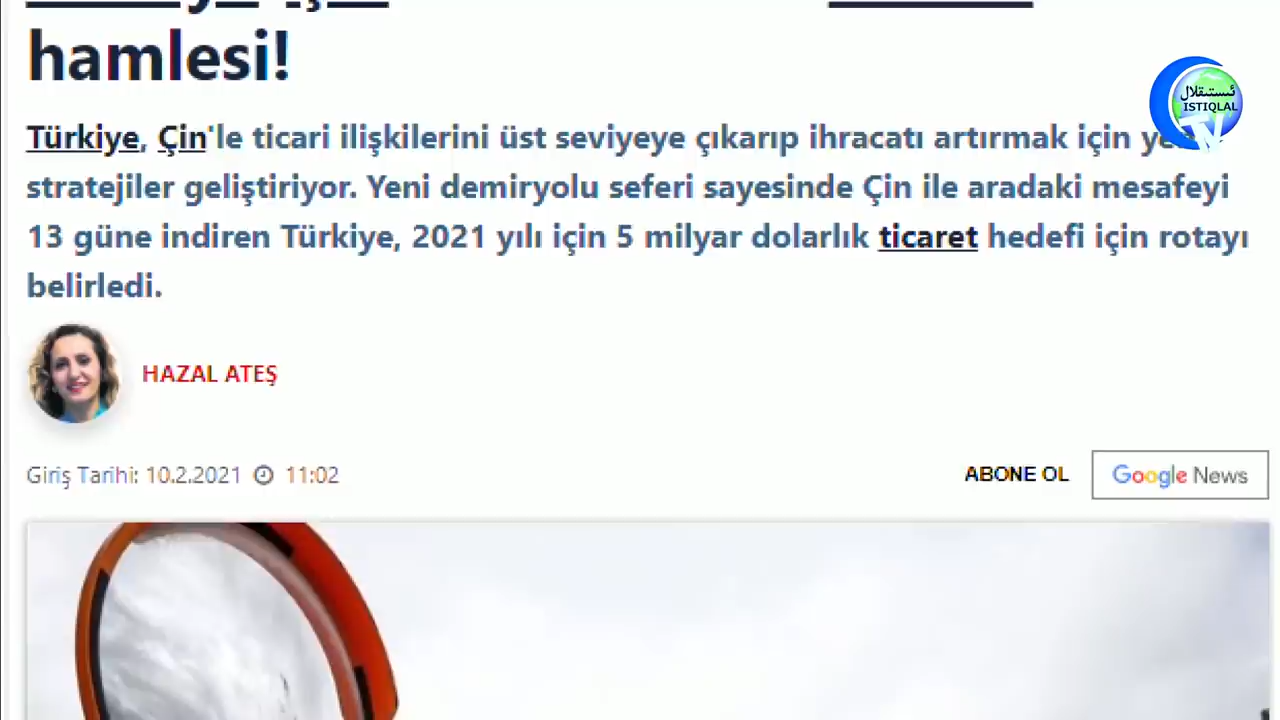 hamlesi!
Türkiye, Çin'le ticari ilişkilerini üst seviyeye çıkarıp ihracatı artırmak için
stratejiler geliştiriyor. Yeni demiryolu seferi sayesinde Çin ile aradaki mesafeyi
13 güne indiren Türkiye, 2021 yılı için 5 milyar dolarlık ticaret hedefi için rotayı
belirledi.
HAZAL ATEŞ
Giriş Tarihi: 10.2.2021 11:02
ABONE OL
Google News
ئىستىقلال
ISTIQLAL
TV